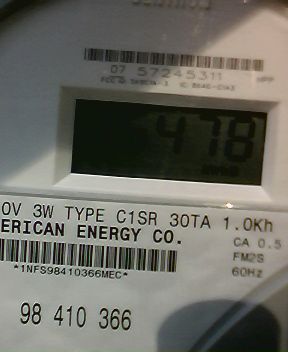 07 57245311
478
0V 3W TYPE C1SR 30TA 1.0Kh
ERICAN ENERGY CO.
CA 0.5
FM2S
60Hz
*1NFS98410366MEC*
98 410 366